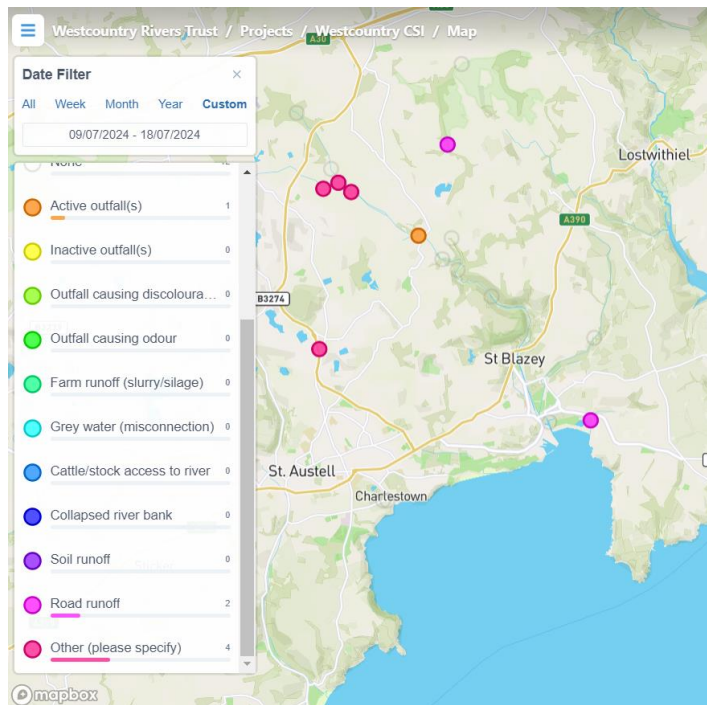 Westcountry Rivers Trust / Projects / Westcountry CSI / Map
A30
Date Filter ×
All Week Month Year Custom
09/07/2024 - 18/07/2024
None 12
Active outfall(s) 1
Inactive outfall(s) 0
Outfall causing discoloura... 0
Outfall causing odour 0
Farm runoff (slurry/silage) 0
Grey water (misconnection) 0
Cattle/stock access to river 0
Collapsed river bank 0
Soil runoff 0
Road runoff 2
Other (please specify) 4
Lostwithiel
A390
B3274
St Blazey
St. Austell
Charlestown
mapbox